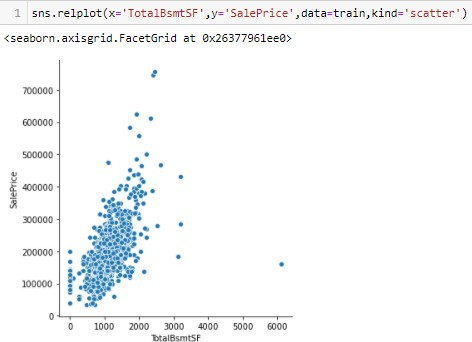 1 sns.relplot(x='TotalBsmtSF',y='SalePrice',data=train,kind='scatter')
<seaborn.axisgrid.FacetGrid at 0x26377961ee0>
700000
600000
500000
400000
300000
200000
100000
0
SalePrice
0 1000 2000 3000 4000 5000 6000
TotalBsmtSF